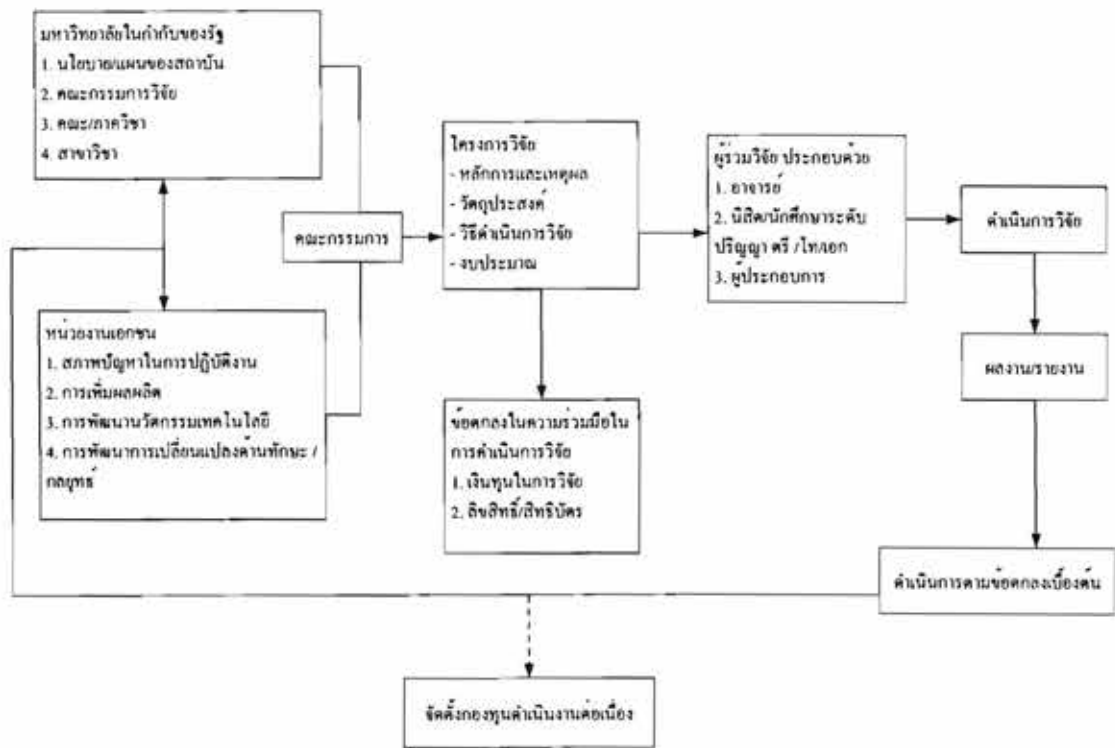 มหาวิทยาลัยในกำกับของรัฐ
1. นโยบาย/แผนของสถาบัน
2. คณะกรรมการวิจัย
3. คณะ/ภาควิชา
4. สาขาวิชา
หน่วยงานเอกชน
1. สภาพปัญหาในการปฏิบัติงาน
2. การเพิ่มผลผลิต
3. การพัฒนานวัตกรรมเทคโนโลยี
4. การพัฒนาการเปลี่ยนแปลงด้านทักษะ /
กลยุทธ์
คณะกรรมการ
โครงการวิจัย
- หลักการและเหตุผล
- วัตถุประสงค์
- วิธีดำเนินการวิจัย
- งบประมาณ
ข้อตกลงในความร่วมมือใน
การดำเนินการวิจัย
1. เงินทุนในการวิจัย
2. ลิขสิทธิ์/สิทธิบัตร
ผู้ร่วมวิจัย ประกอบด้วย
1. อาจารย์
2. นิสิต/นักศึกษาระดับ
ปริญญา ตรี /โท/เอก
3. ผู้ประกอบการ
ดำเนินการวิจัย
ผลงาน/รายงาน
ดำเนินการตามข้อตกลงเบื้องต้น
จัดตั้งกองทุนดำเนินงานต่อเนื่อง